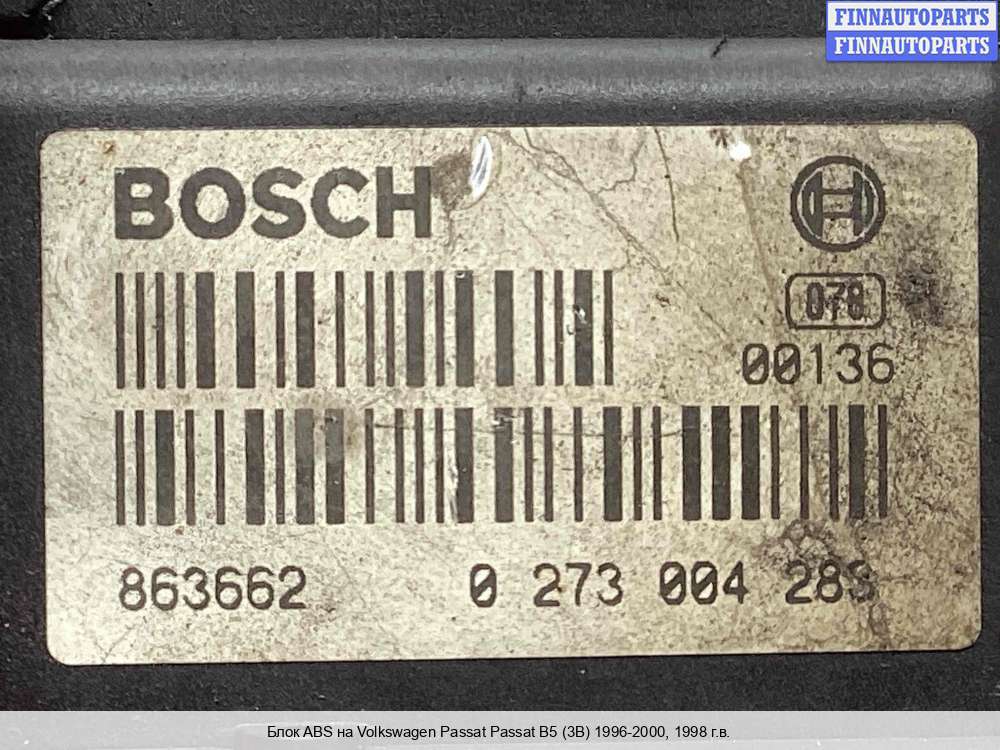 FINNAUTOPARTS
FINNAUTOPARTS
BOSCH
078
00136
863662 0 273 004 283
Блок ABS на Volkswagen Passat Passat B5 (3B) 1996-2000, 1998 г.в.